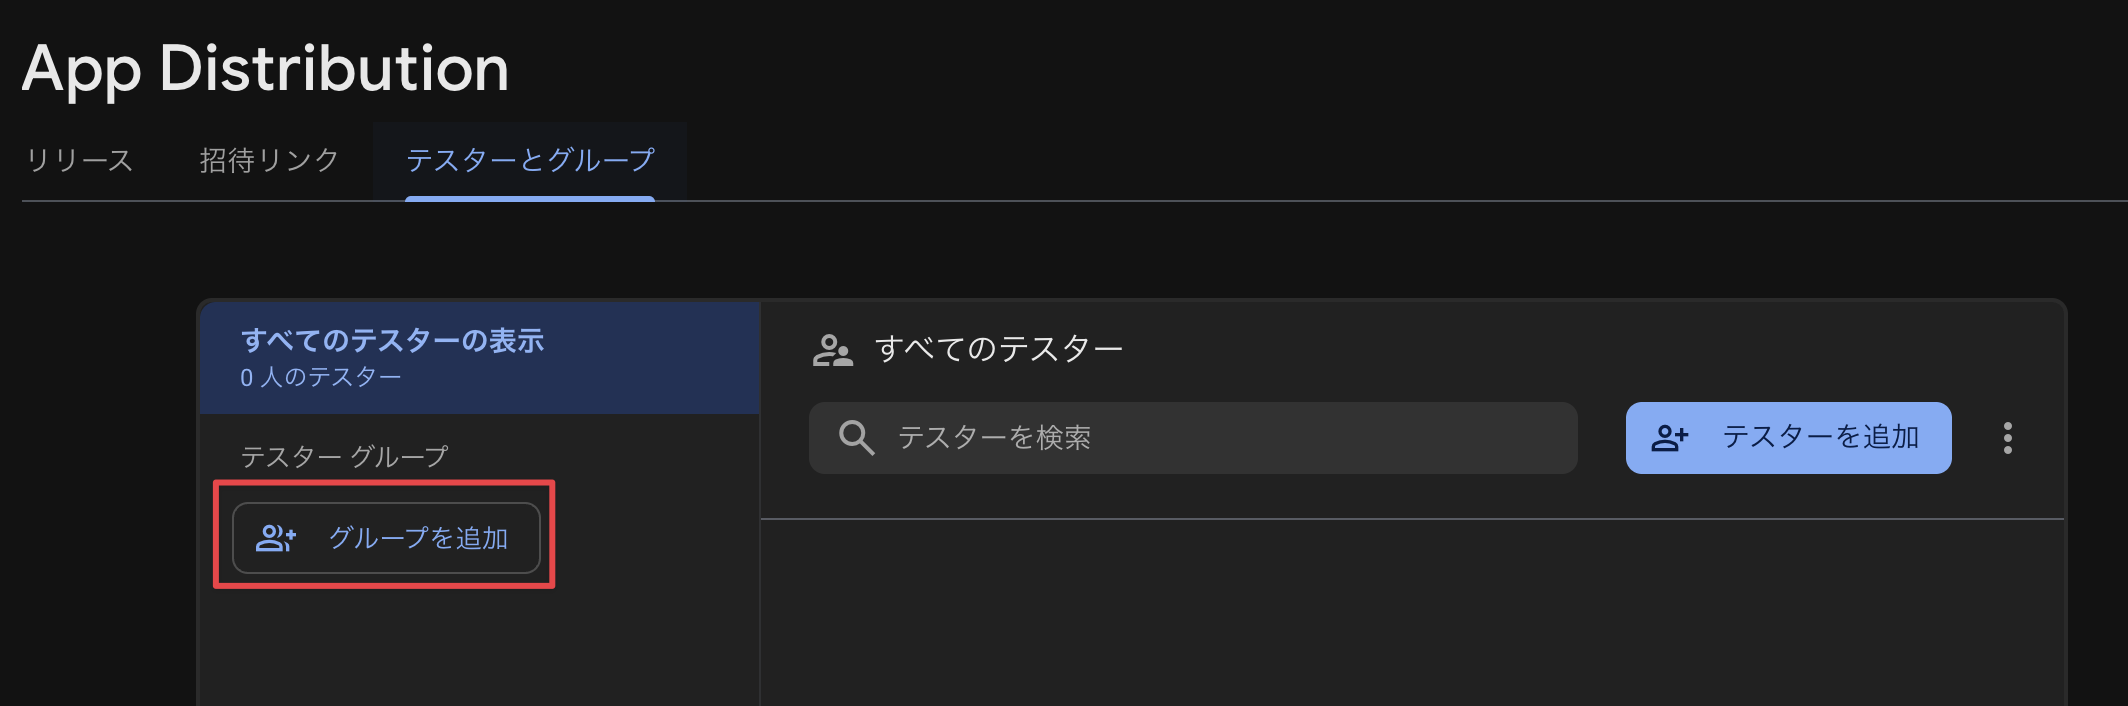 App Distribution
リリース 招待リンク テスターとグループ
すべてのテスターの表示
0 人のテスター
テスター グループ
グループを追加
すべてのテスター
テスターを検索
テスターを追加